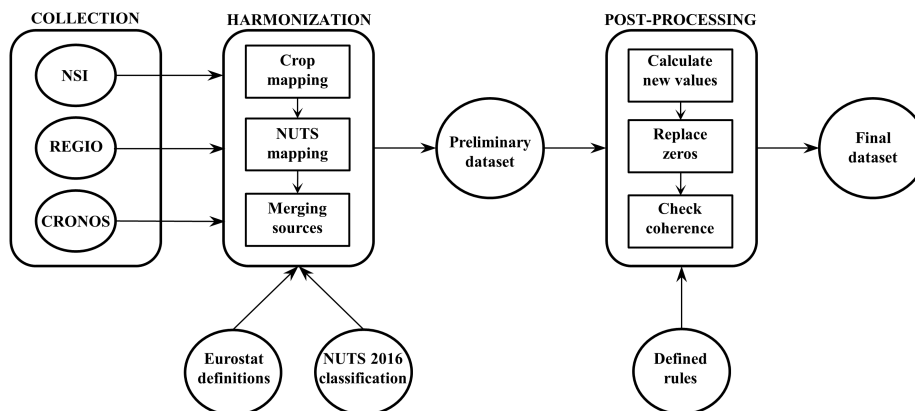 COLLECTION
NSI
REGIO
CRONOS
HARMONIZATION
Crop
mapping
NUTS
mapping
Merging
sources
Eurostat
definitions
NUTS 2016
classification
Preliminary
dataset
POST-PROCESSING
Calculate
new values
Replace
zeros
Check
coherence
Defined
rules
Final
dataset